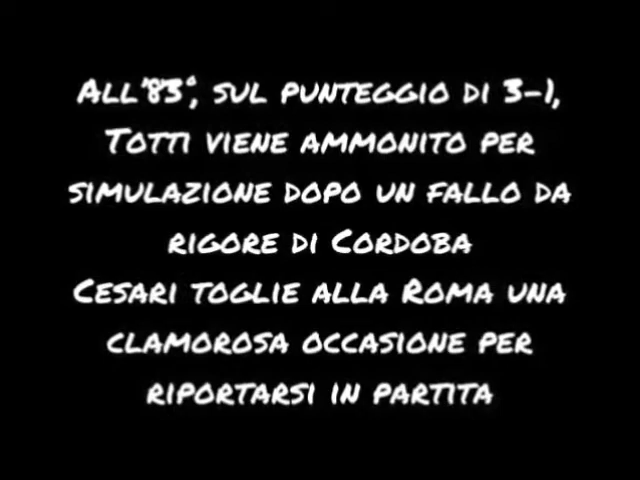 All'83°, sul punteggio di 3-1,
Totti viene ammonito per
simulazione dopo un fallo da
rigore di Cordoba
Cesari toglie alla Roma una
clamorosa occasione per
riportarsi in partita